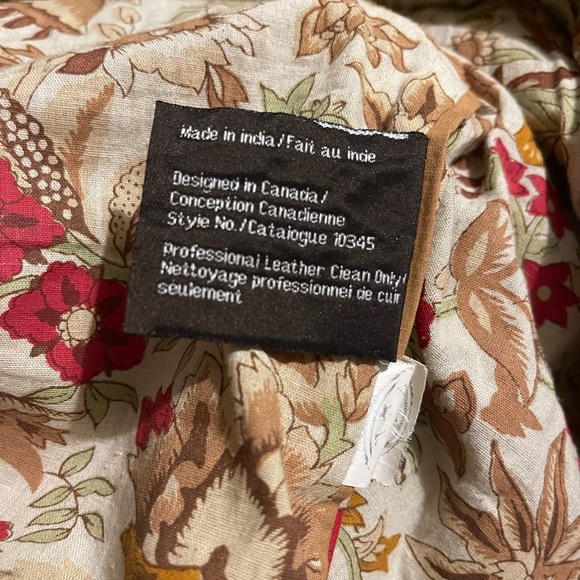 Made in india/Fait au inde
Designed in Canada/
Conception Canadienne
Style No./Catalogue 10345
Professional Leather Clean Only/
Nettoyage professionnel de cuir
seulement